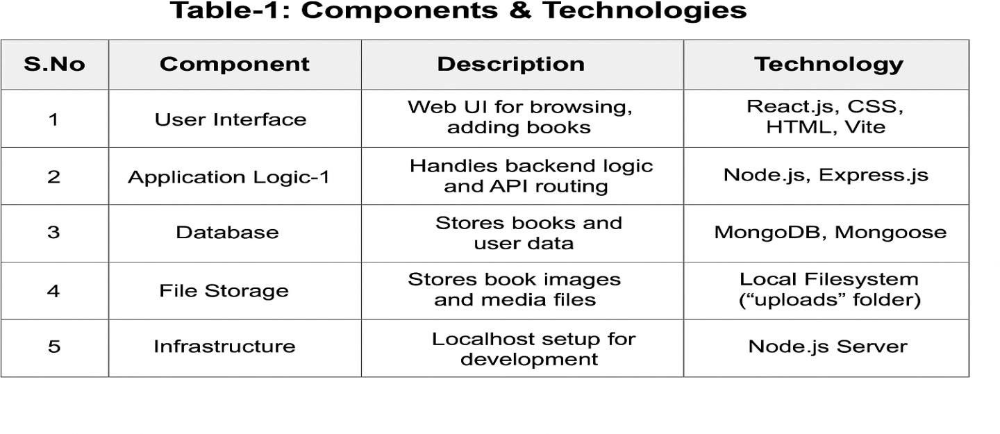 Table-1: Components & Technologies
S.No Component Description Technology
1 User Interface Web UI for browsing, adding books React.js, CSS, HTML, Vite
2 Application Logic-1 Handles backend logic and API routing Node.js, Express.js
3 Database Stores books and user data MongoDB, Mongoose
4 File Storage Stores book images and media files Local Filesystem (“uploads” folder)
5 Infrastructure Localhost setup for development Node.js Server